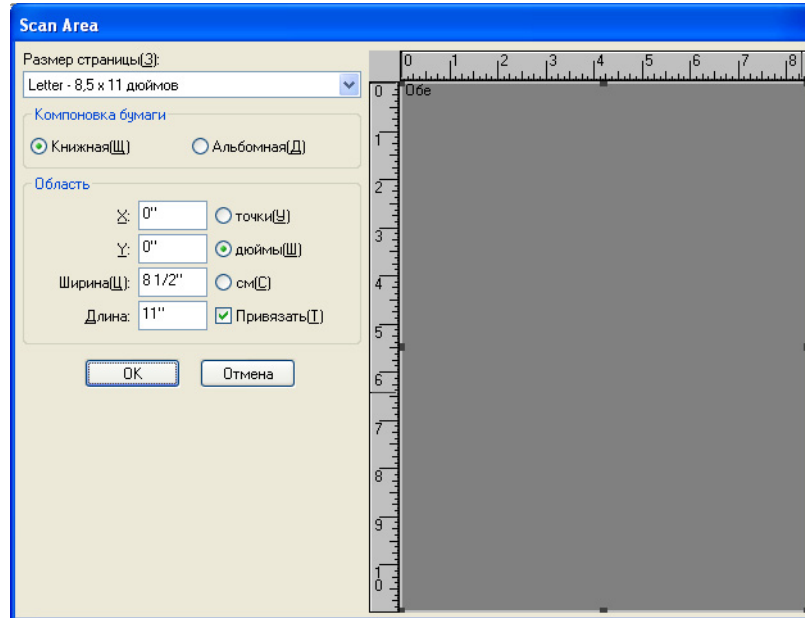 Scan Area
Размер страницы(З):
Letter - 8,5 x 11 дюймов
Компоновка бумаги
Книжная(Щ) Альбомная(Д)
Область
X: 0" точки(У)
Y: 0" дюймы(Ш)
Ширина(Ц): 8 1/2" см(С)
Длина: 11" Привязать(Т)
OK Отмена
0 1 2 3 4 5 6 7 8
Обе
0
1
2
3
4
5
6
7
8
9
10